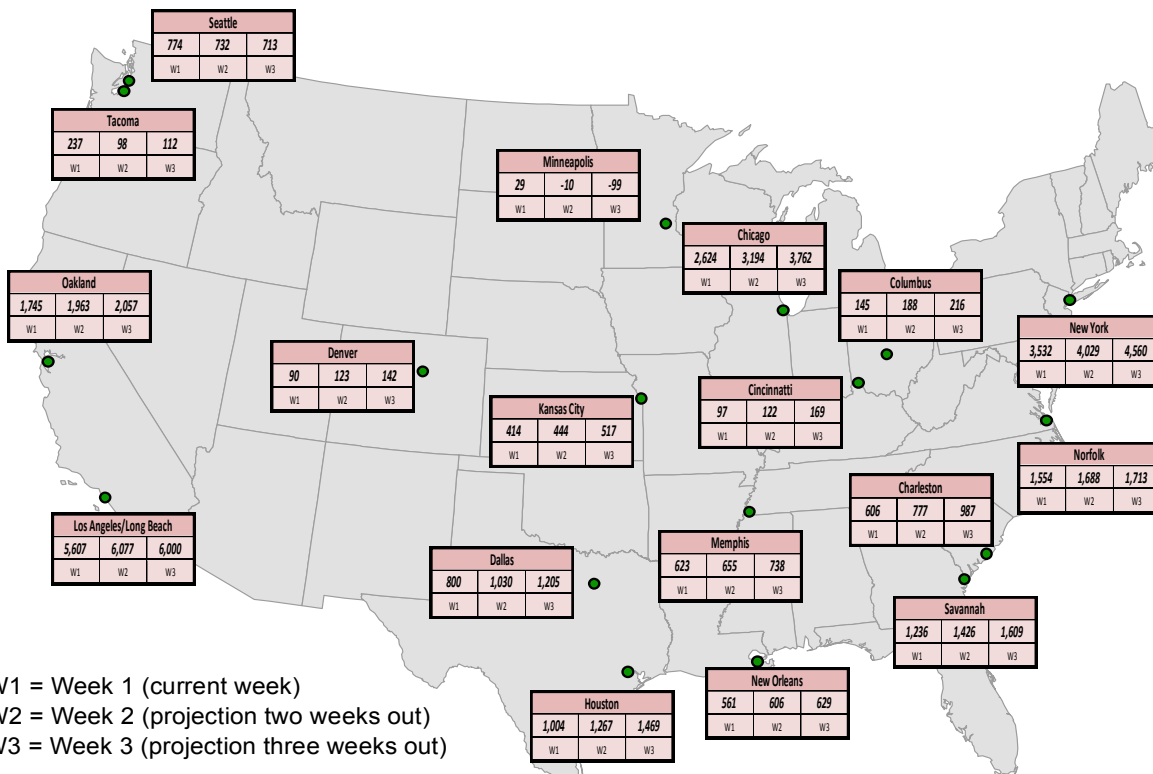 Seattle
774 732 713
W1 W2 W3
Tacoma
237 98 112
W1 W2 W3
Minneapolis
29 -10 -99
W1 W2 W3
Chicago
2,624 3,194 3,762
W1 W2 W3
Oakland
1,745 1,963 2,057
W1 W2 W3
Columbus
145 188 216
W1 W2 W3
New York
3,532 4,029 4,560
W1 W2 W3
Denver
90 123 142
W1 W2 W3
Cincinnatti
97 122 169
W1 W2 W3
Kansas City
414 444 517
W1 W2 W3
Norfolk
1,554 1,688 1,713
W1 W2 W3
Charleston
606 777 987
W1 W2 W3
Los Angeles/Long Beach
5,607 6,077 6,000
W1 W2 W3
Memphis
623 655 738
W1 W2 W3
Dallas
800 1,030 1,205
W1 W2 W3
Savannah
1,236 1,426 1,609
W1 W2 W3
New Orleans
561 606 629
W1 W2 W3
Houston
1,004 1,267 1,469
W1 W2 W3
W1 = Week 1 (current week)
W2 = Week 2 (projection two weeks out)
W3 = Week 3 (projection three weeks out)